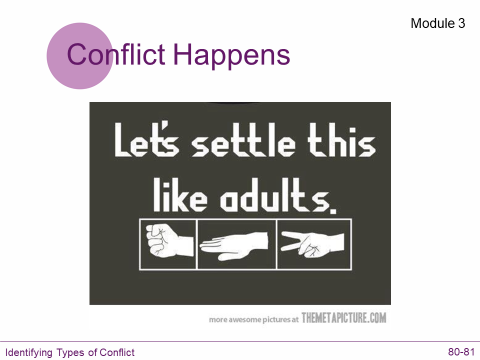 Module 3
Conflict Happens
Let's settle this
like adults.
more awesome pictures at THEMETAPICTURE.COM
Identifying Types of Conflict
80-81